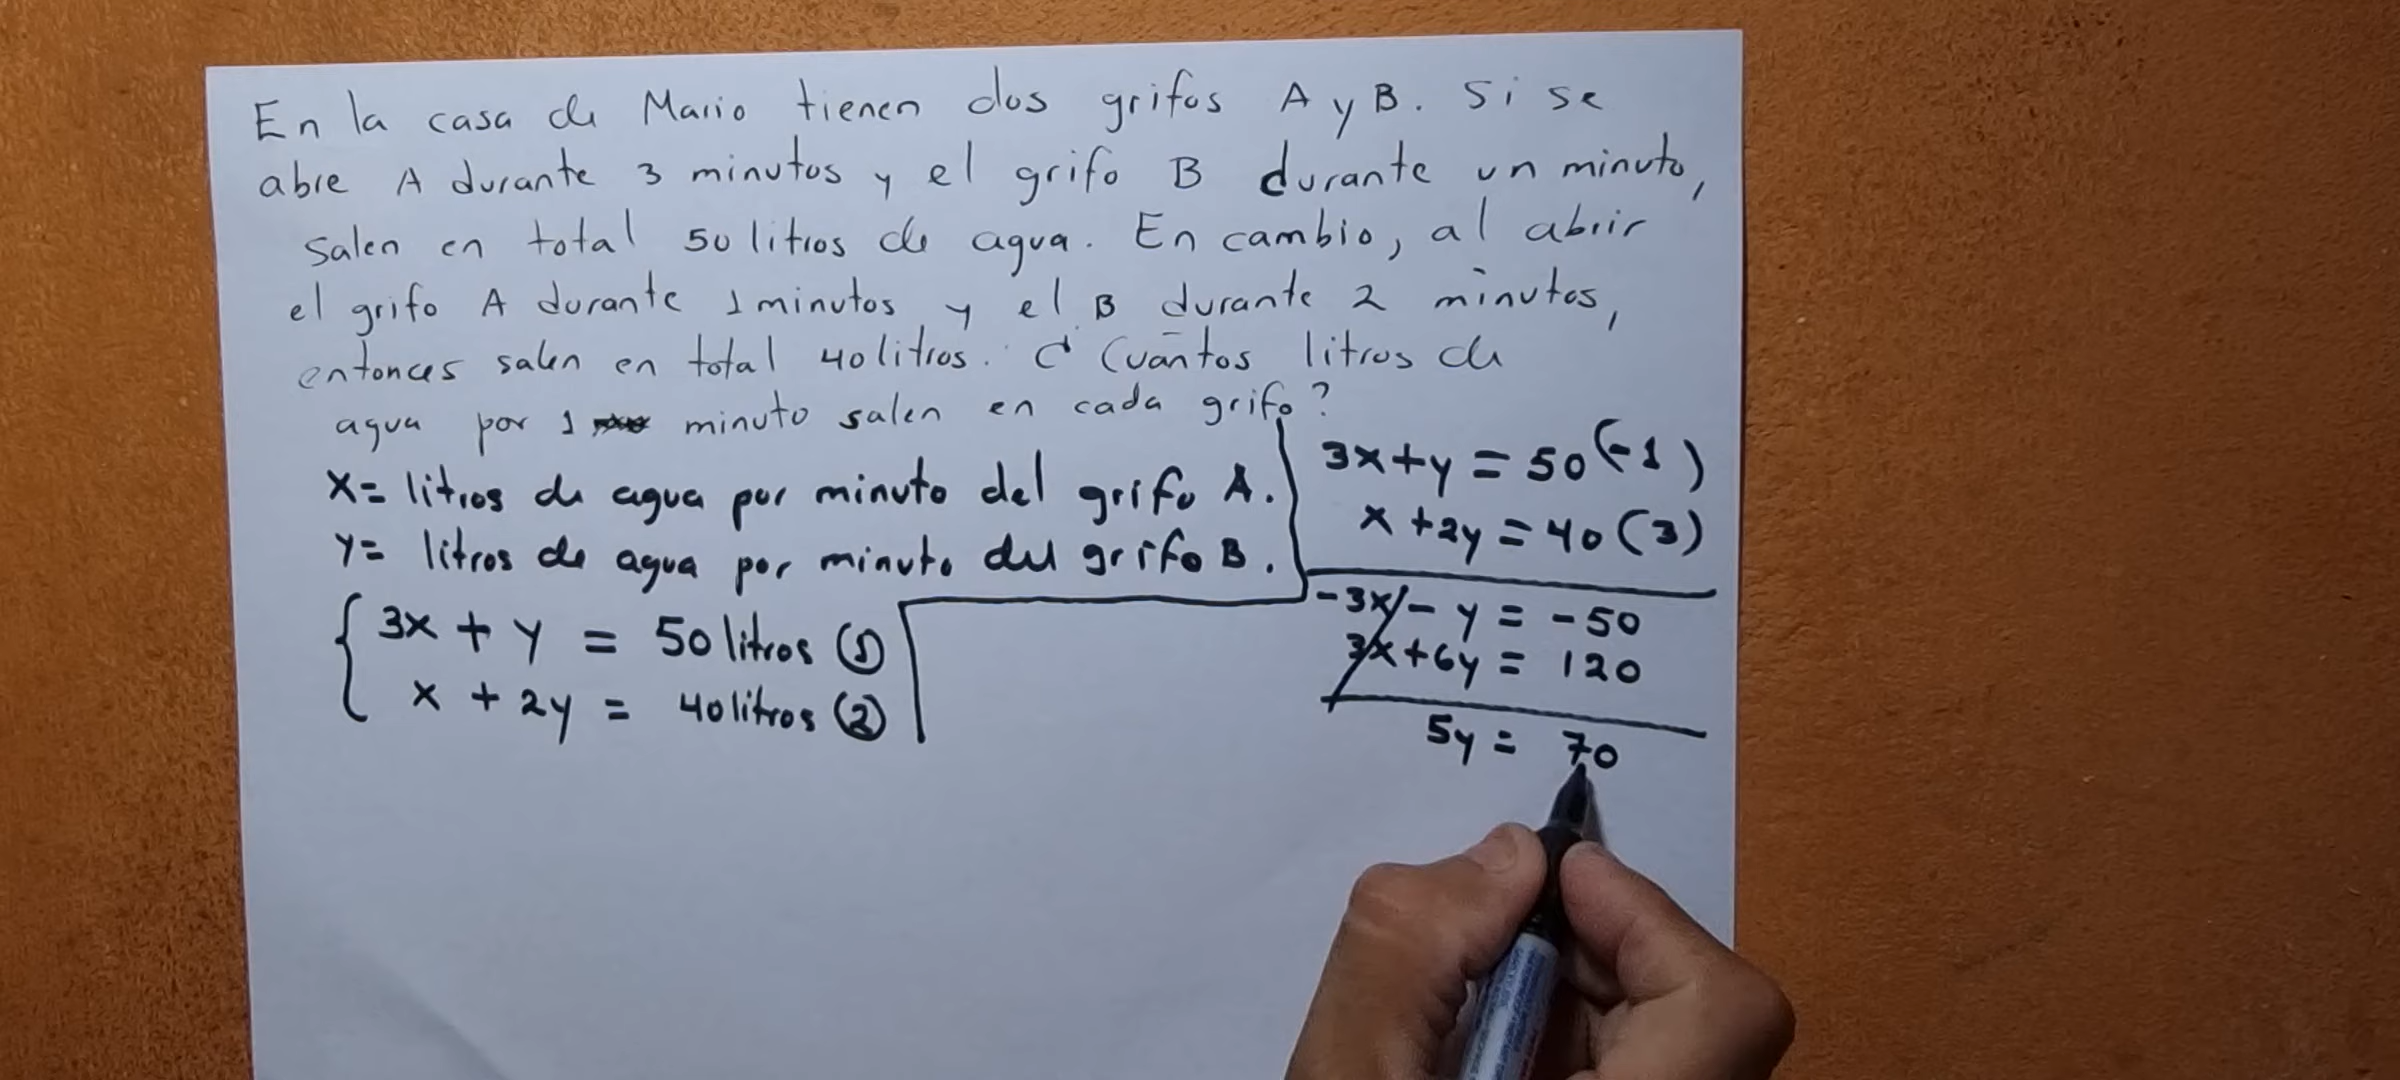 En la casa de Mario tienen dos grifos A y B. Si se
abre A durante 3 minutos y el grifo B durante un minuto,
salen en total 50 litros de agua. En cambio, al abrir
el grifo A durante 1 minutos y el B durante 2 minutos,
entonces salen en total 40 litros. ¿Cuántos litros de
agua por 1 minuto salen en cada grifo?
X= litros de agua por minuto del grifo A.
Y= litros de agua por minuto del grifo B.
3x + y = 50 litros ①
x + 2y = 40 litros ②
3x+y = 50 (-1)
x +2y = 40 (3)
-3x - y = -50
3x+6y = 120
5y = 70